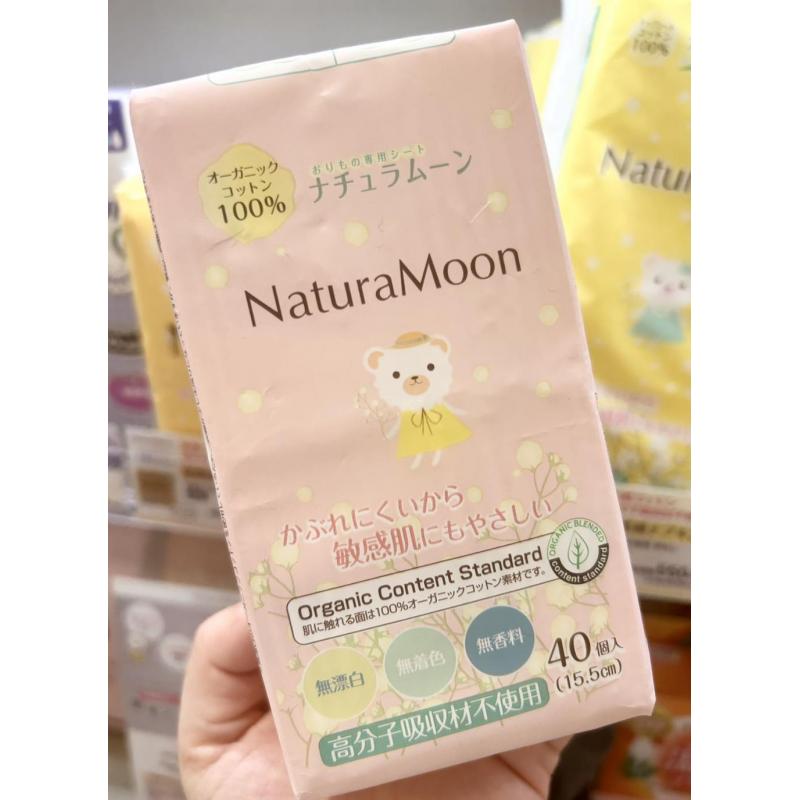 オーガニック
コットン
100%
おりもの専用シート
ナチュラムーン
NaturaMoon
かぶれにくいから
敏感肌にもやさしい
Organic Content Standard
肌に触れる面は100%オーガニックコットン素材です。
ORGANIC BLENDED
content standard
無漂白
無着色
無香料
40個入
(15.5cm)
高分子吸収材不使用
コットン
100%
Natur